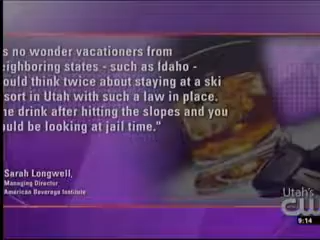 s no wonder vacationers from
eighboring states - such as Idaho -
ould think twice about staying at a ski
sort in Utah with such a law in place.
ne drink after hitting the slopes and you
uld be looking at jail time."
Sarah Longwell,
Managing Director
American Beverage Institute
Utah's
CW
9:14